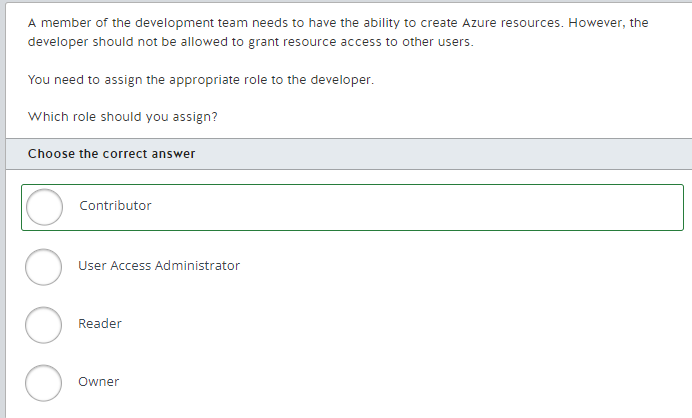 A member of the development team needs to have the ability to create Azure resources. However, the
developer should not be allowed to grant resource access to other users.
You need to assign the appropriate role to the developer.
Which role should you assign?
Choose the correct answer
Contributor
User Access Administrator
Reader
Owner